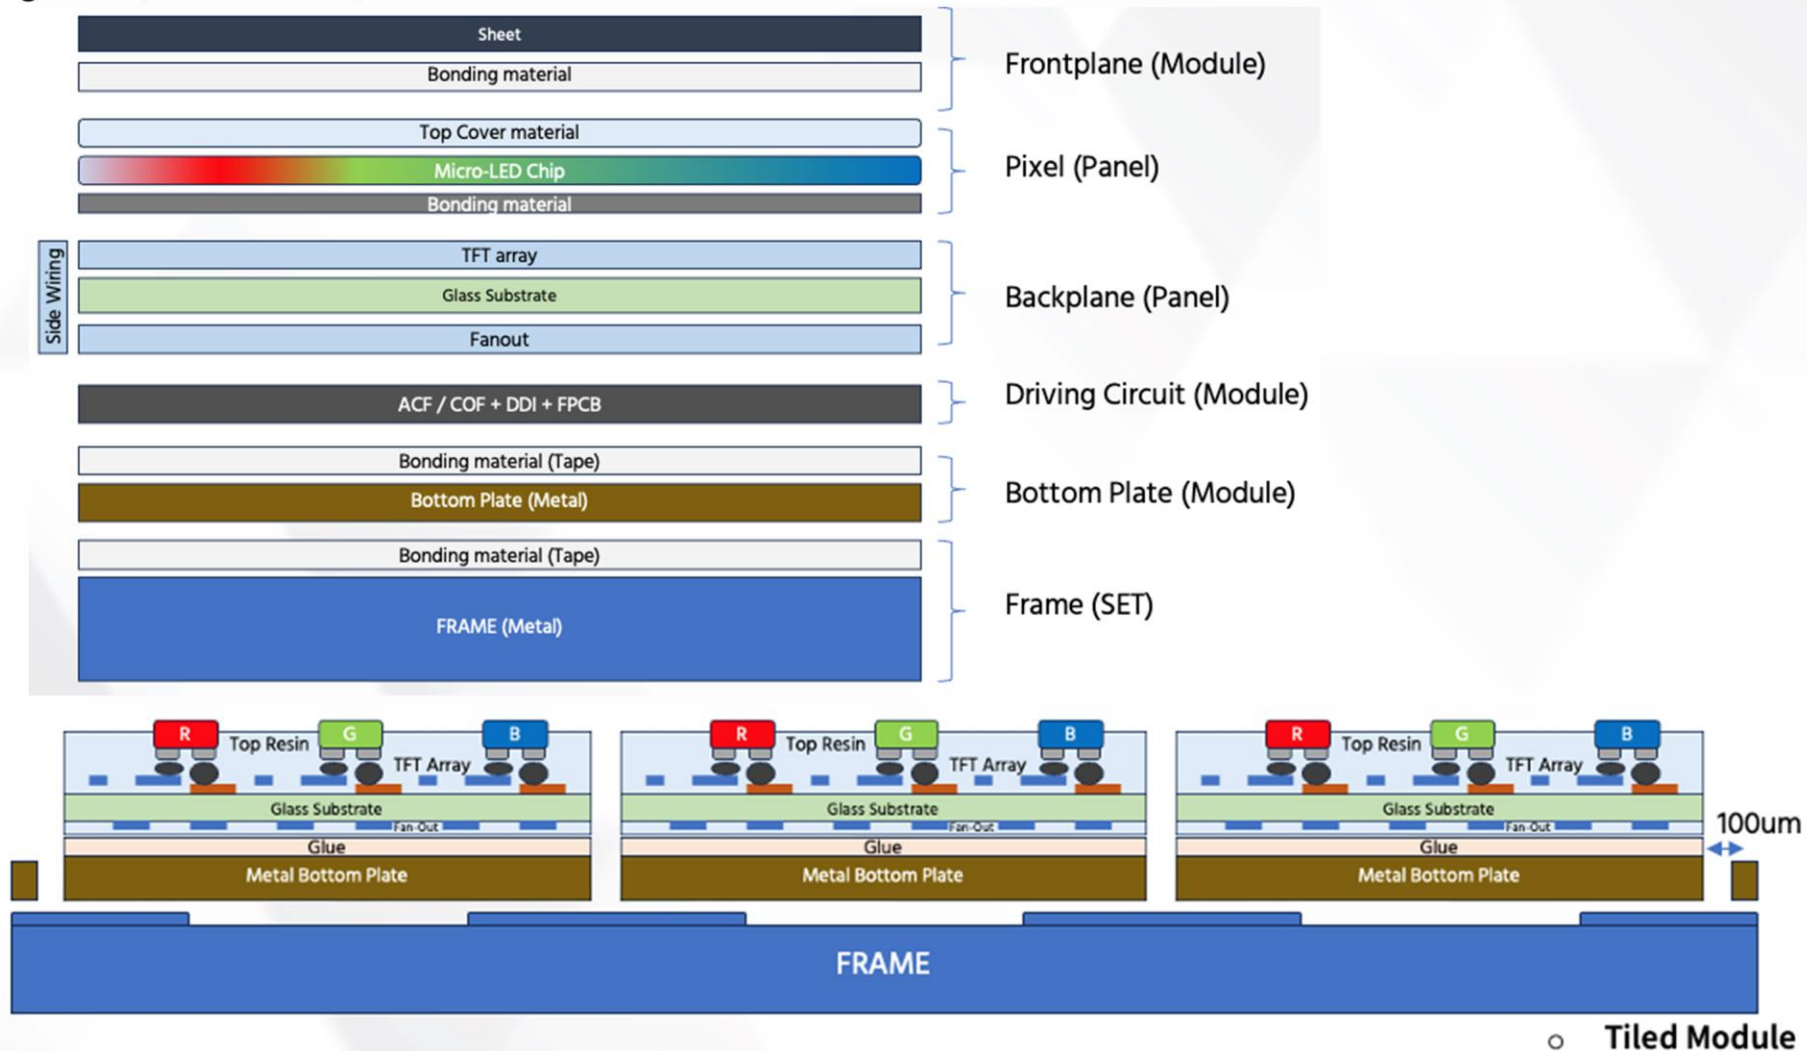 Sheet
Bonding material
Frontplane (Module)
Top Cover material
Micro-LED Chip
Bonding material
Pixel (Panel)
Side Wiring
TFT array
Glass Substrate
Fanout
Backplane (Panel)
ACF / COF + DDI + FPCB
Driving Circuit (Module)
Bonding material (Tape)
Bottom Plate (Metal)
Bottom Plate (Module)
Bonding material (Tape)
FRAME (Metal)
Frame (SET)
R
Top Resin
G
B
TFT Array
Glass Substrate
Fan-Out
Glue
Metal Bottom Plate
R
Top Resin
G
B
TFT Array
Glass Substrate
Fan-Out
Glue
Metal Bottom Plate
R
Top Resin
G
B
TFT Array
Glass Substrate
Fan-Out
Glue
Metal Bottom Plate
100um
FRAME
○ Tiled Module